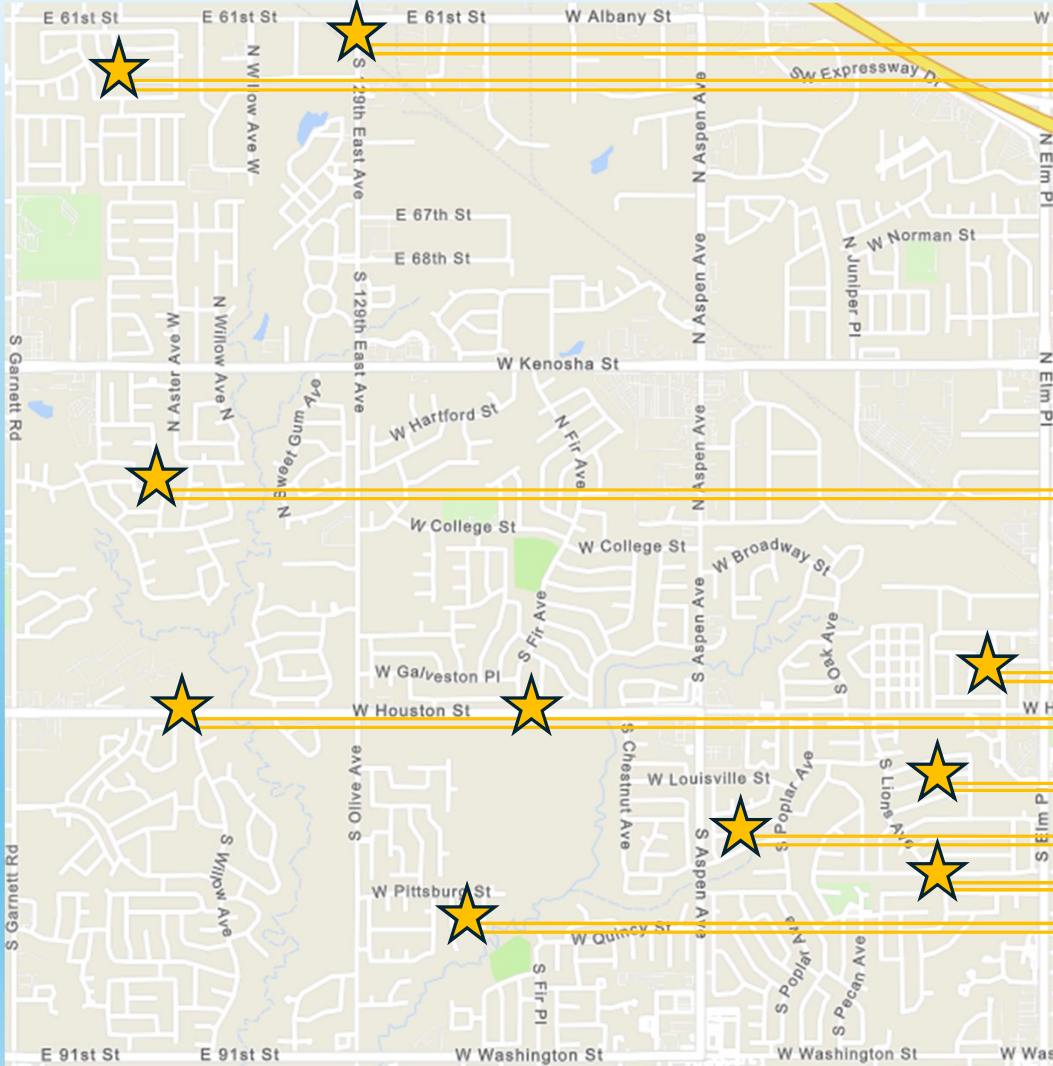 E 61st St
E 61st St
E 61st St
W Albany St
W
N Willow Ave W
S 129th East Ave
N Aspen Ave
SW Expressway Dr
N Elm Pl
E 67th St
E 68th St
N Aspen Ave
N Juniper Pl
W Norman St
S Garnett Rd
N Aster Ave W
N Willow Ave N
S 129th East Ave
W Kenosha St
N Elm Pl
N Sweet Gum Ave
W Hartford St
N Fir Ave
N Aspen Ave
W College St
W College St
W Broadway St
S Fir Ave
S Aspen Ave
S Oak Ave
W Galveston Pl
W Houston St
W H
S Olive Ave
S Chestnut Ave
W Louisville St
S Poplar Ave
S Lions Ave
S Elm P
S Garnett Rd
S Willow Ave
S Aspen Ave
W Pittsburg St
W Quincy St
S Poplar Ave
S Pecan Ave
S Fir Pl
E 91st St
E 91st St
W Washington St
W Washington St
W Was